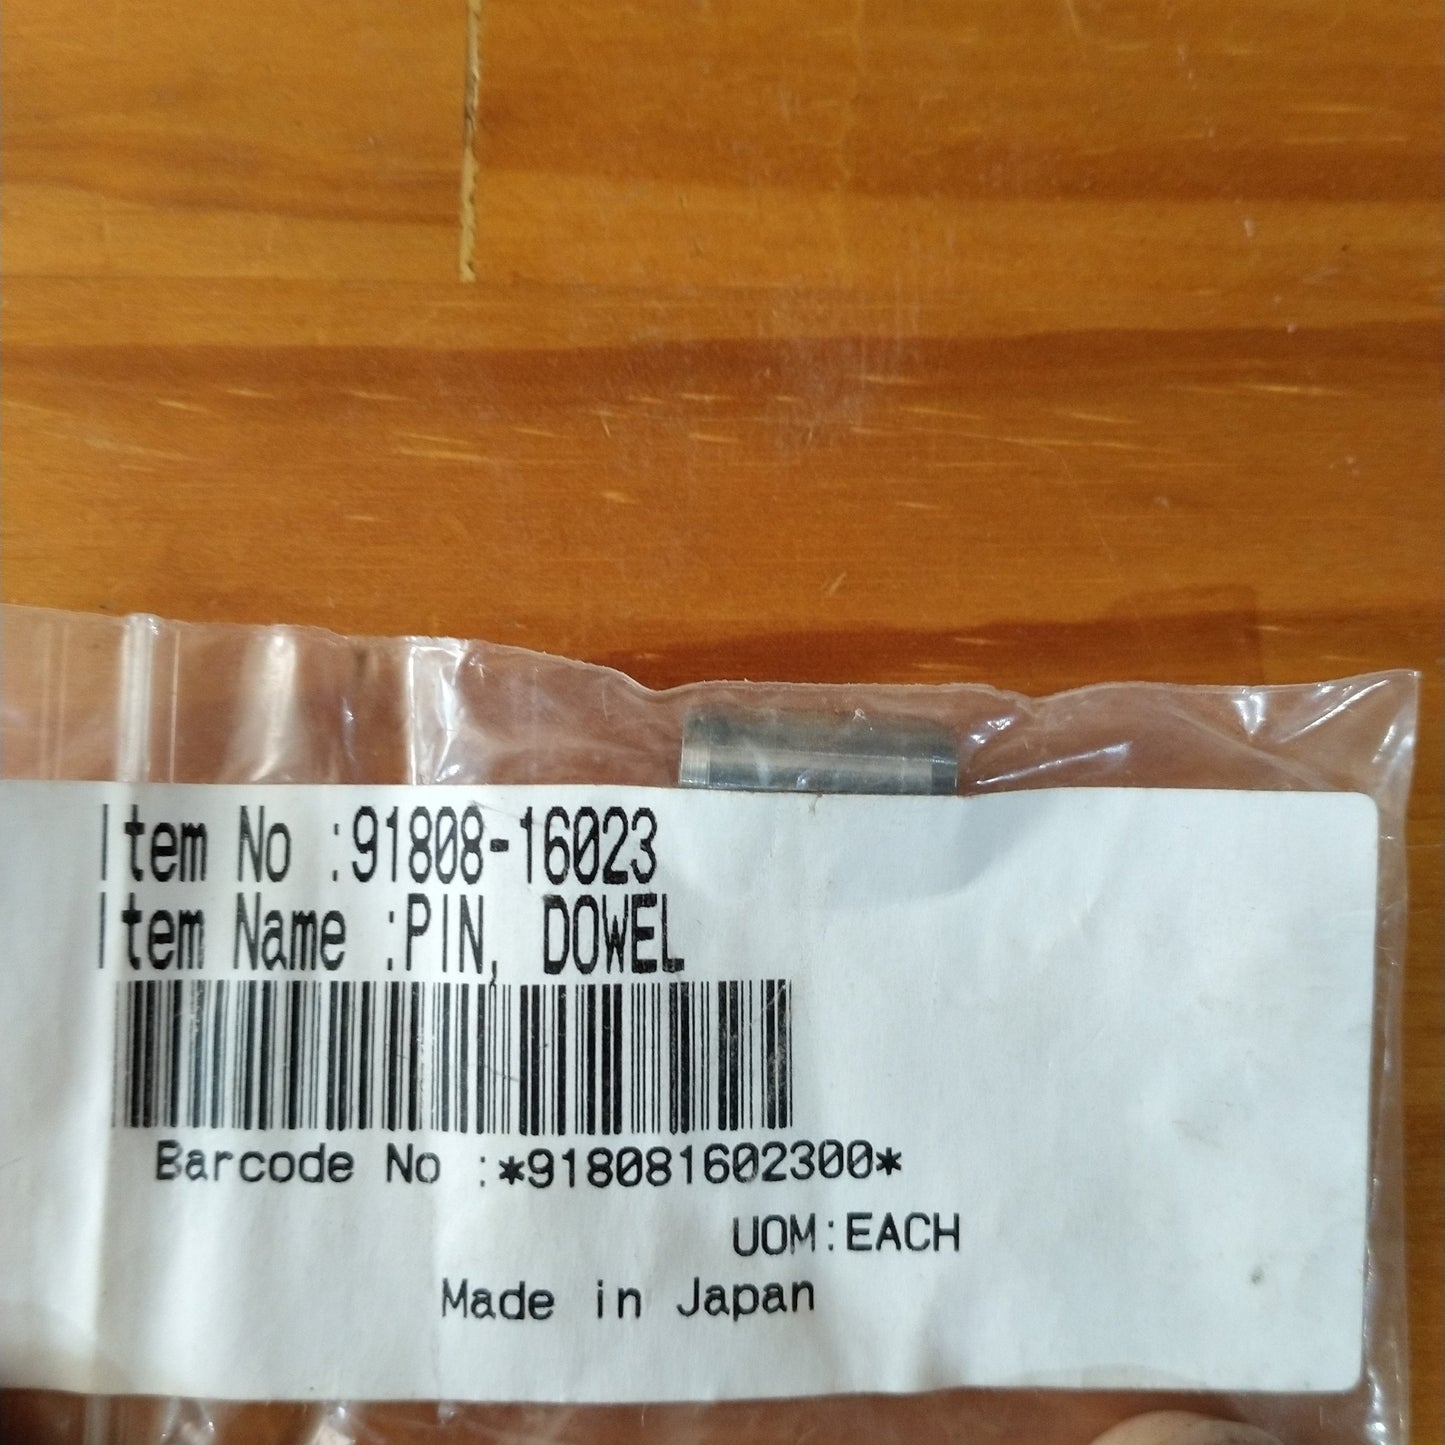 Item No :91808-16023
Item Name :PIN, DOWEL
Barcode No :*918081602300*
UOM:EACH
Made in Japan